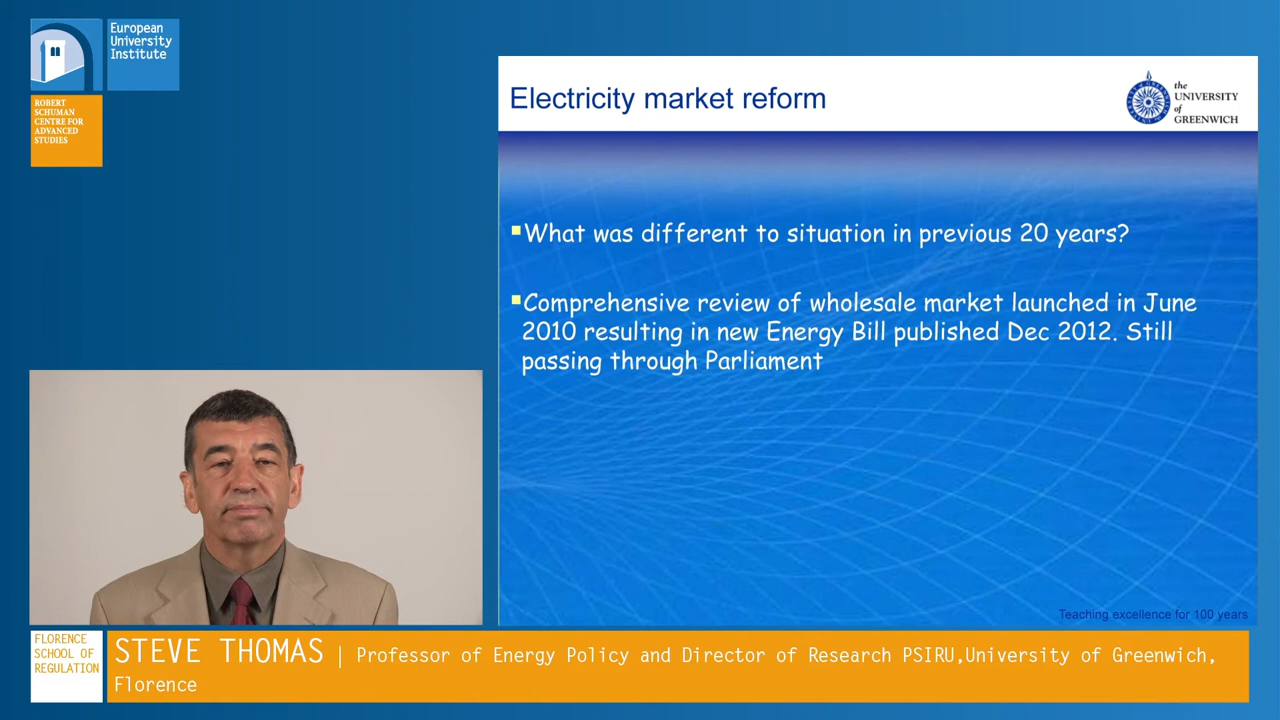 European
University
Institute
ROBERT
SCHUMAN
CENTRE FOR
ADVANCED
STUDIES
Electricity market reform
the
UNIVERSITY
of
GREENWICH
▪What was different to situation in previous 20 years?
▪Comprehensive review of wholesale market launched in June
2010 resulting in new Energy Bill published Dec 2012. Still
passing through Parliament
Teaching excellence for 100 years
FLORENCE
SCHOOL OF
REGULATION
STEVE THOMAS | Professor of Energy Policy and Director of Research PSIRU,University of Greenwich,
Florence